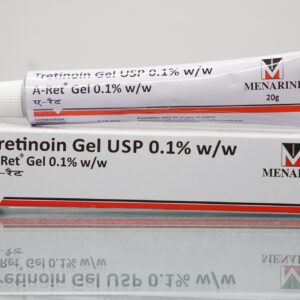 Tretinoin Gel USP 0.1% w/w
A-Ret® Gel 0.1% w/w
ए-रेट
MENARINI
20g
retinoin Gel USP 0.1% w/w
-Ret® Gel 0.1% w/w
ए-रेट
MENAR